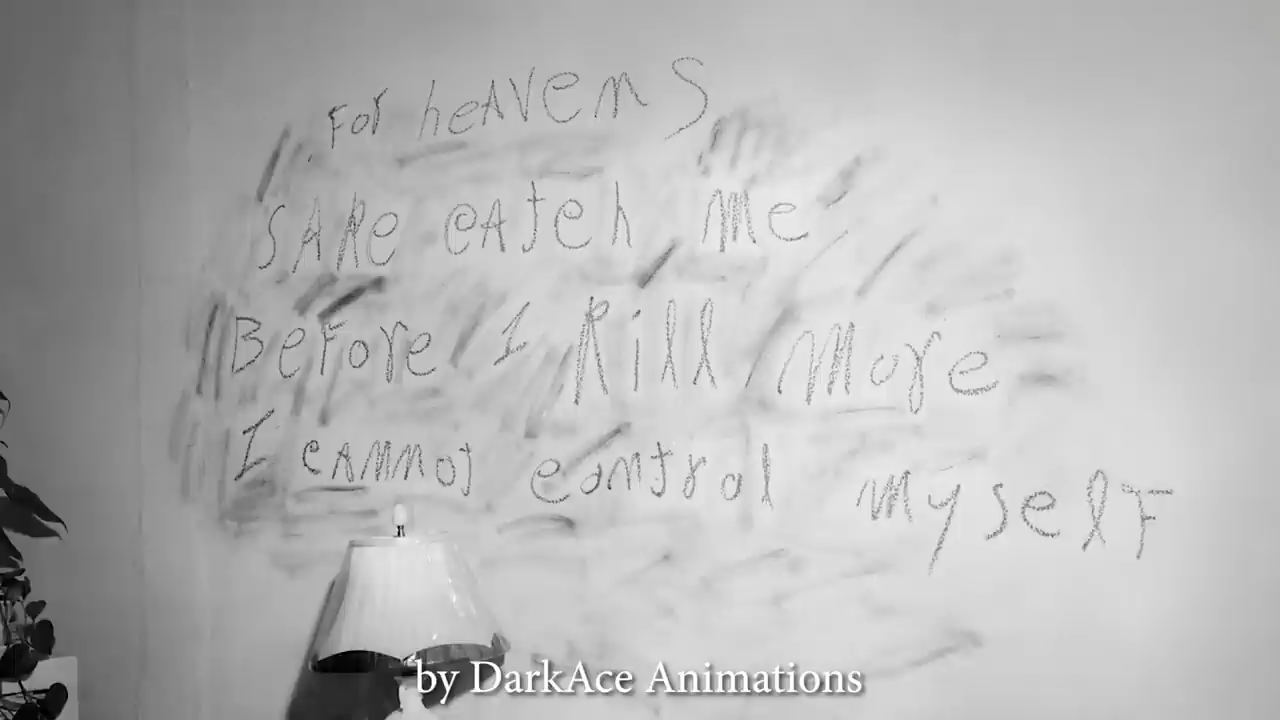 For heAvens
SAKe cAtch Me
BeFore I Kill More
I cannot control myselF
by DarkAce Animations